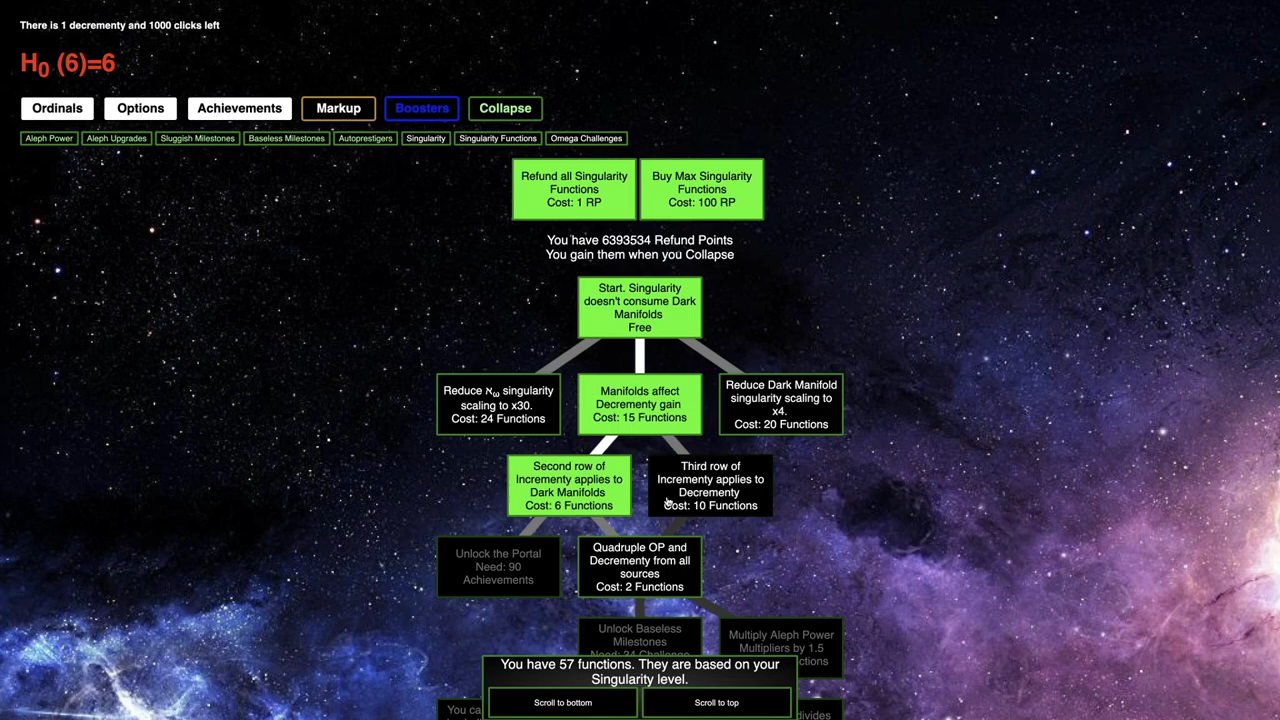 There is 1 decrementy and 1000 clicks left
H₀ (6)=6
Ordinals
Options
Achievements
Markup
Boosters
Collapse
Aleph Power
Aleph Upgrades
Sluggish Milestones
Baseless Milestones
Autoprestigers
Singularity
Singularity Functions
Omega Challenges
Refund all Singularity
Functions
Cost: 1 RP
Buy Max Singularity
Functions
Cost: 100 RP
You have 6393534 Refund Points
You gain them when you Collapse
Start. Singularity
doesn't consume Dark
Manifolds
Free
Reduce ℵω singularity
scaling to x30.
Cost: 24 Functions
Manifolds affect
Decrementy gain
Cost: 15 Functions
Reduce Dark Manifold
singularity scaling to
x4.
Cost: 20 Functions
Second row of
Incrementy applies to
Dark Manifolds
Cost: 6 Functions
Third row of
Incrementy applies to
Decrementy
Cost: 10 Functions
Unlock the Portal
Need: 90
Achievements
Quadruple OP and
Decrementy from all
sources
Cost: 2 Functions
Unlock Baseless
Milestones
Multiply Aleph Power
Multipliers by 1.5
You have 57 functions. They are based on your
Singularity level.
Scroll to bottom
Scroll to top
You ca
divides